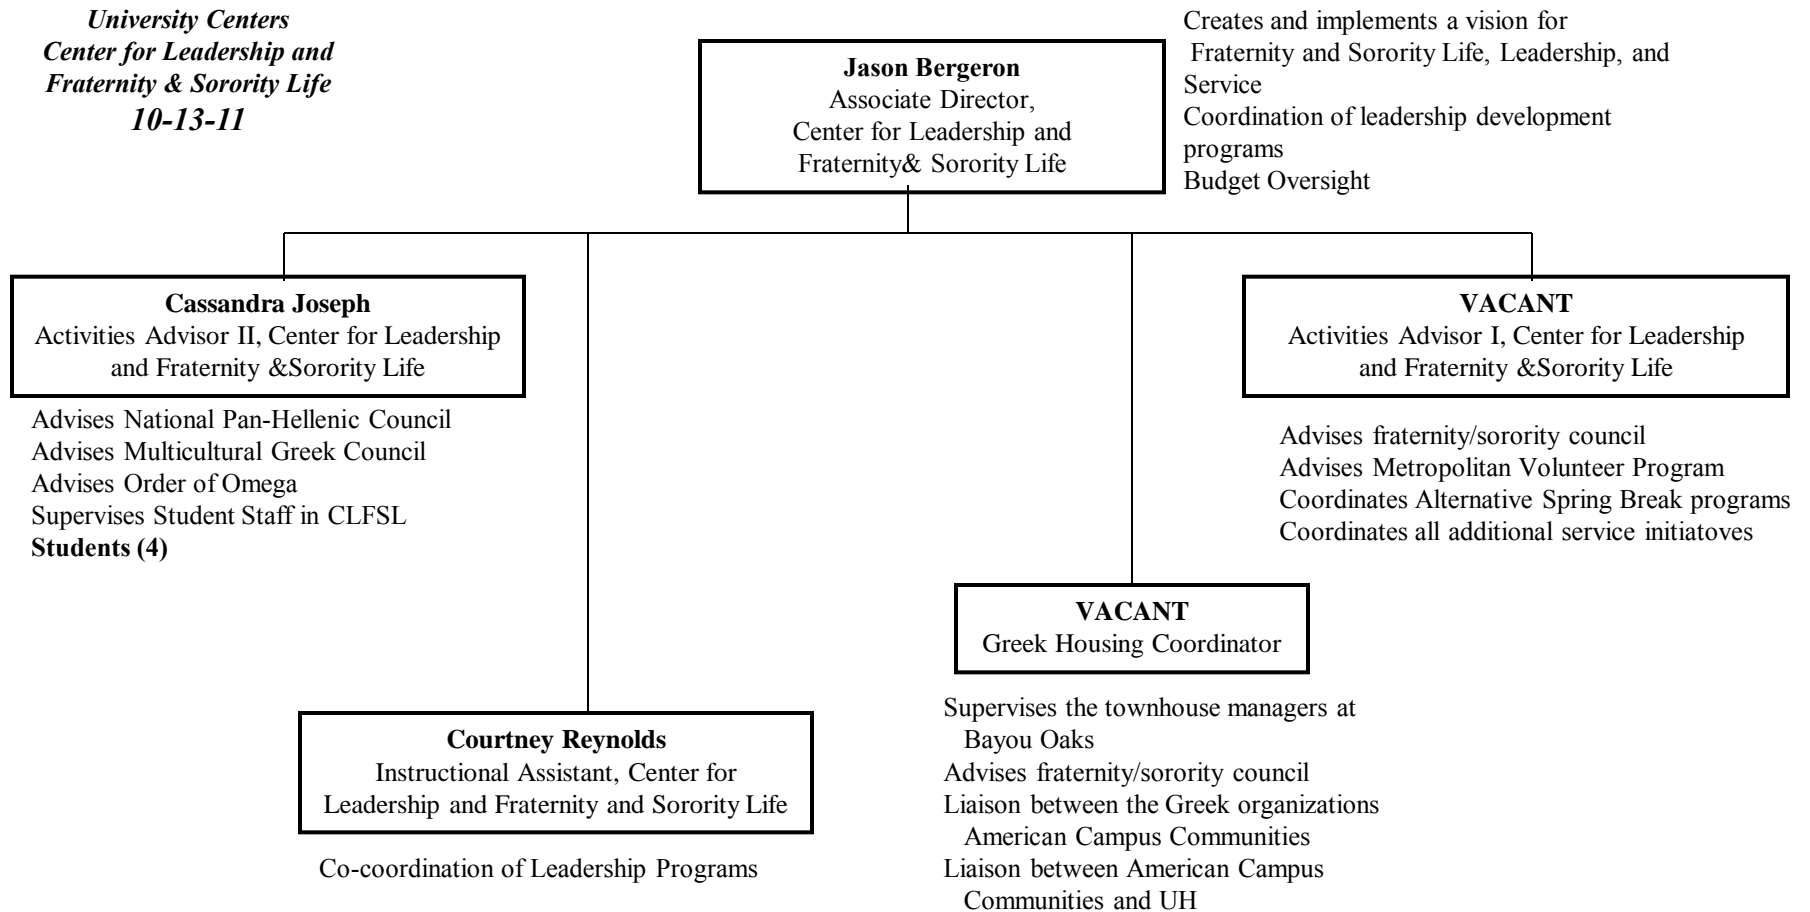 University Centers
Center for Leadership and
Fraternity & Sorority Life
10-13-11
Jason Bergeron
Associate Director,
Center for Leadership and
Fraternity& Sorority Life
Creates and implements a vision for
Fraternity and Sorority Life, Leadership, and
Service
Coordination of leadership development
programs
Budget Oversight
Cassandra Joseph
Activities Advisor II, Center for Leadership
and Fraternity &Sorority Life
Advises National Pan-Hellenic Council
Advises Multicultural Greek Council
Advises Order of Omega
Supervises Student Staff in CLFSL
Students (4)
VACANT
Activities Advisor I, Center for Leadership
and Fraternity &Sorority Life
Advises fraternity/sorority council
Advises Metropolitan Volunteer Program
Coordinates Alternative Spring Break programs
Coordinates all additional service initiatoves
Courtney Reynolds
Instructional Assistant, Center for
Leadership and Fraternity and Sorority Life
Co-coordination of Leadership Programs
VACANT
Greek Housing Coordinator
Supervises the townhouse managers at
Bayou Oaks
Advises fraternity/sorority council
Liaison between the Greek organizations
American Campus Communities
Liaison between American Campus
Communities and UH